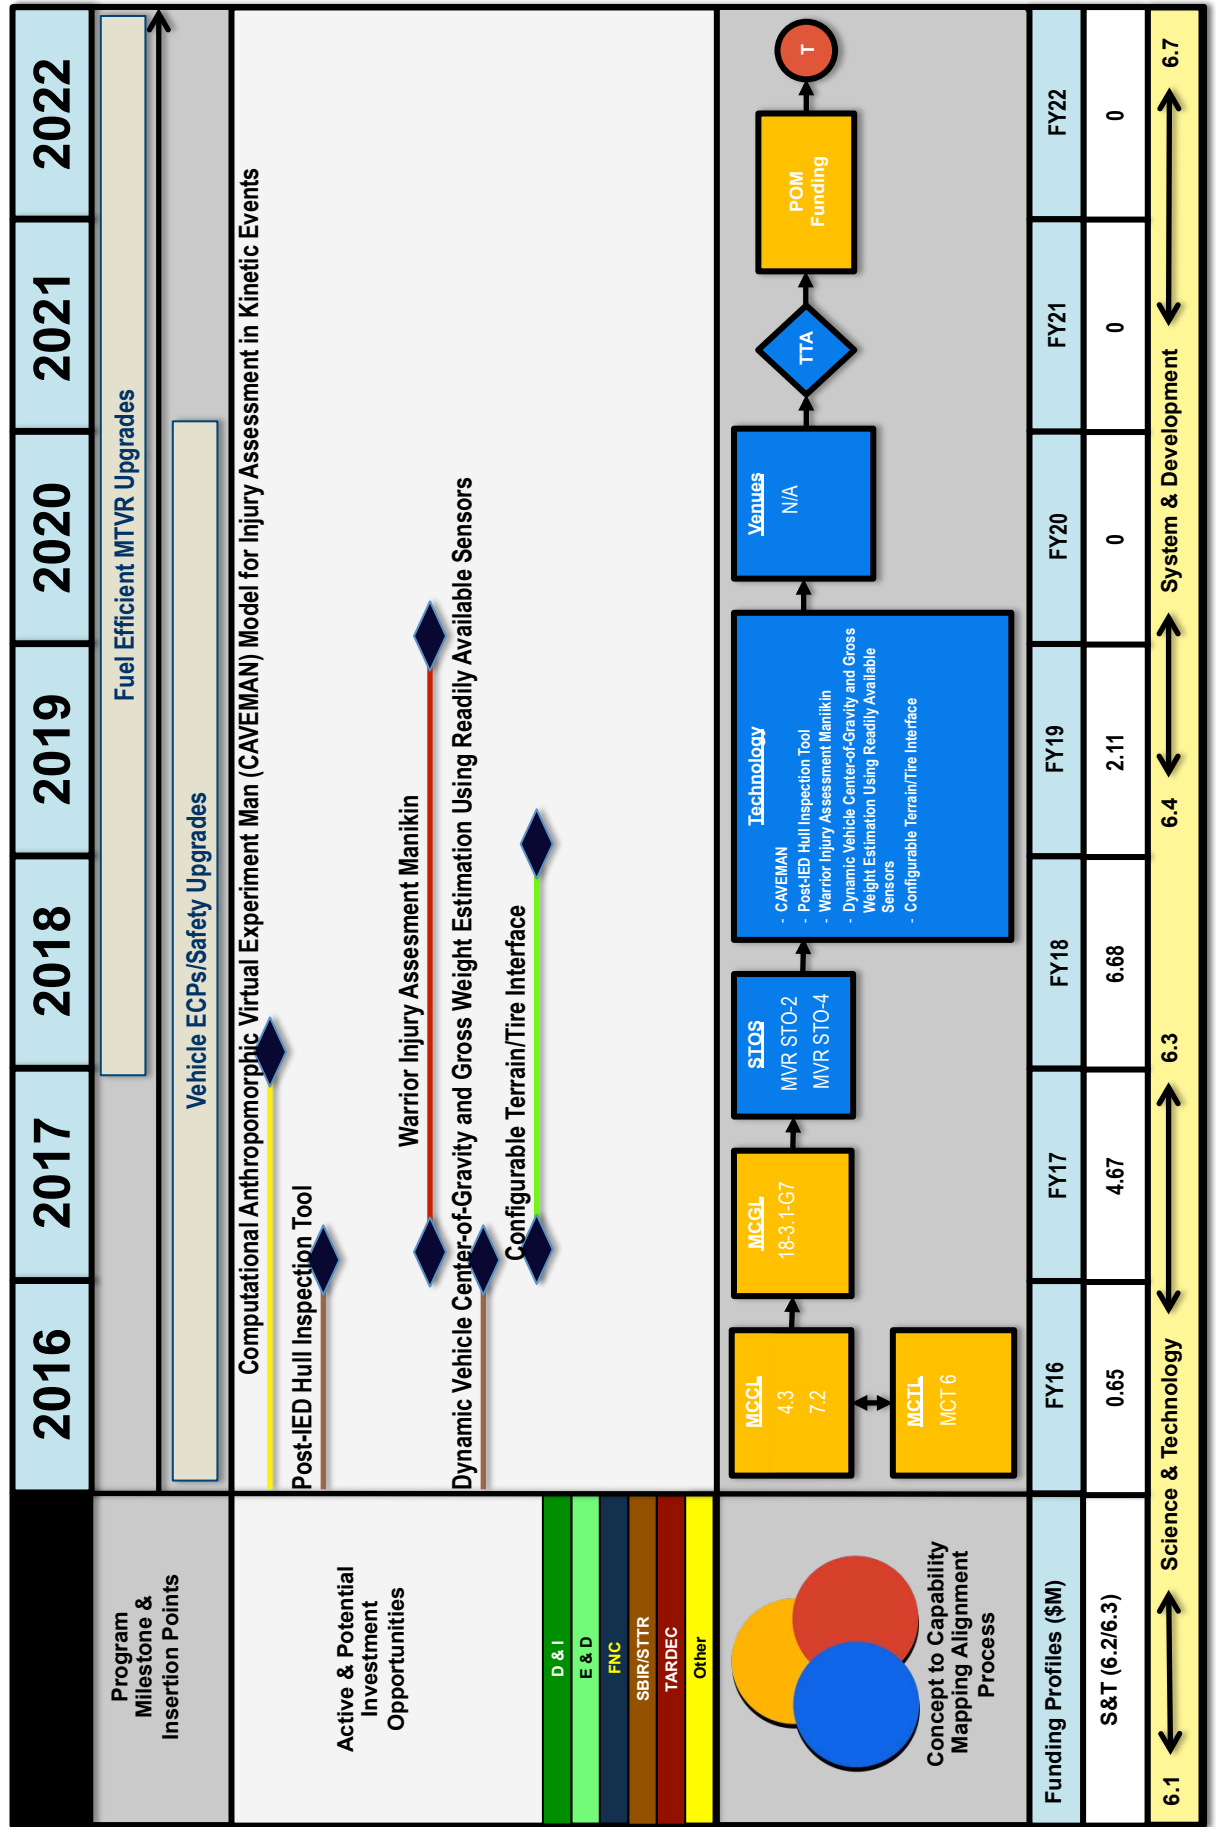 2016
2017
2018
2019
2020
2021
2022
Program
Milestone &
Insertion Points
Fuel Efficient MTVR Upgrades
Vehicle ECPs/Safety Upgrades
Active & Potential
Investment
Opportunities
D & I
E & D
FNC
SBIR/STTR
TARDEC
Other
Computational Anthropomorphic Virtual Experiment Man (CAVEMAN) Model for Injury Assessment in Kinetic Events
Post-IED Hull Inspection Tool
Warrior Injury Assesment Manikin
Dynamic Vehicle Center-of-Gravity and Gross Weight Estimation Using Readily Available Sensors
Configurable Terrain/Tire Interface
Concept to Capability
Mapping Alignment
Process
MCCL
4.3
7.2
MCTL
MCT 6
MCGL
18-3.1-G7
STOS
MVR STO-2
MVR STO-4
Technology
- CAVEMAN
- Post-IED Hull Inspection Tool
- Warrior Injury Assessment Maniikin
- Dynamic Vehicle Center-of-Gravity and Gross
Weight Estimation Using Readily Available
Sensors
- Configurable Terrain/Tire Interface
Venues
N/A
TTA
POM
Funding
T
Funding Profiles ($M)
FY16
FY17
FY18
FY19
FY20
FY21
FY22
S&T (6.2/6.3)
0.65
4.67
6.68
2.11
0
0
0
6.1
Science & Technology
6.3
6.4
System & Development
6.7